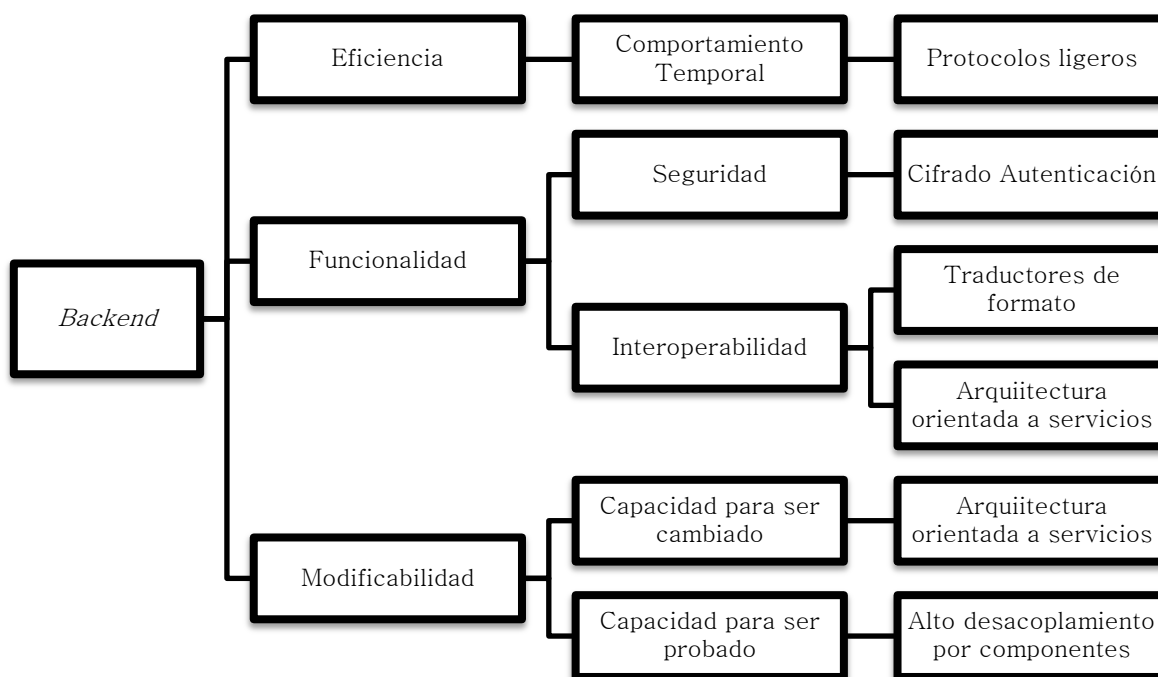 Eficiencia
Comportamiento
Temporal
Protocolos ligeros
Seguridad
Cifrado Autenticación
Funcionalidad
Traductores de
formato
Backend
Interoperabilidad
Arquiitectura
orientada a servicios
Capacidad para ser
cambiado
Arquiitectura
orientada a servicios
Modificabilidad
Capacidad para ser
probado
Alto desacoplamiento
por componentes